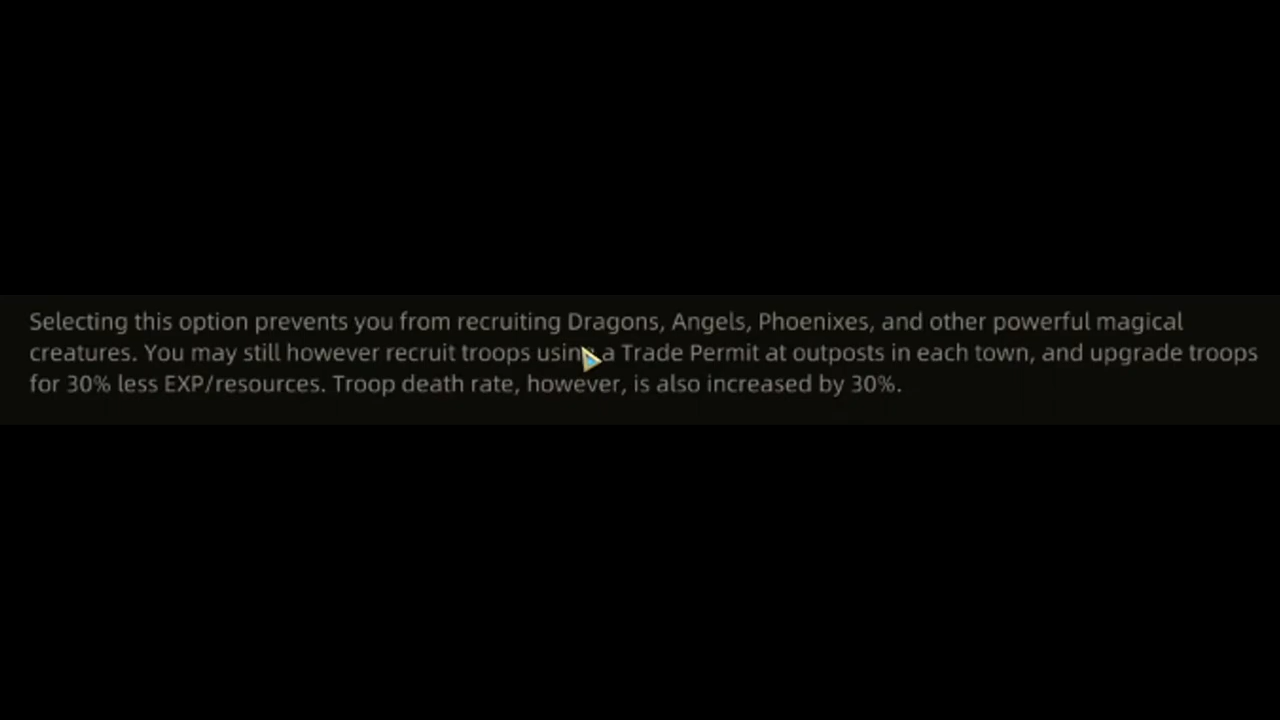 Selecting this option prevents you from recruiting Dragons, Angels, Phoenixes, and other powerful magical
creatures. You may still however recruit troops using a Trade Permit at outposts in each town, and upgrade troops
for 30% less EXP/resources. Troop death rate, however, is also increased by 30%.